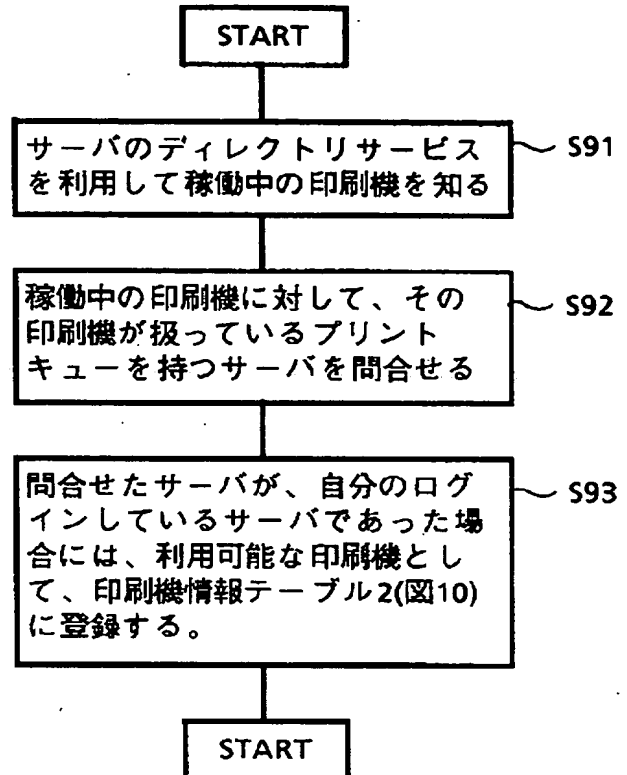 START
サーバのディレクトリサービス
を利用して稼働中の印刷機を知る
S91
稼働中の印刷機に対して、その
印刷機が扱っているプリント
キューを持つサーバを問合せる
S92
問合せたサーバが、自分のログ
インしているサーバであった場
合には、利用可能な印刷機とし
て、印刷機情報テーブル2(図10)
に登録する。
S93
START